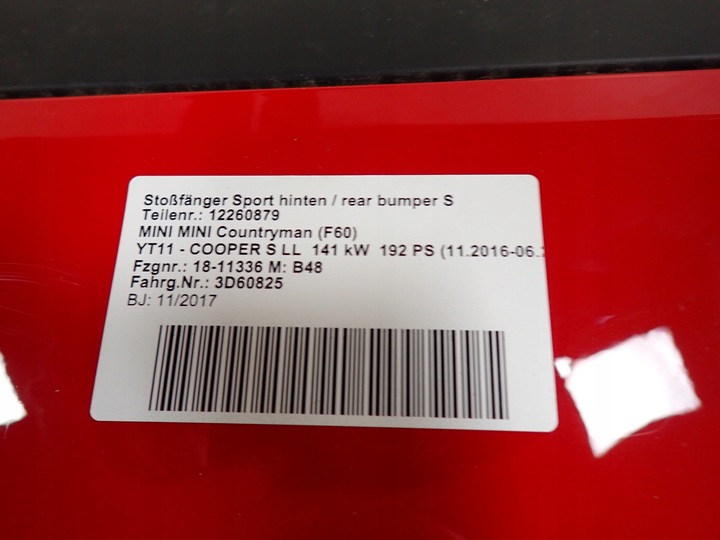 Stoßfänger Sport hinten / rear bumper S
Teilenr.: 12260879
MINI MINI Countryman (F60)
YT11 - COOPER S LL 141 kW 192 PS (11.2016-06.
Fzgnr.: 18-11336 M: B48
Fahrg.Nr.: 3D60825
BJ: 11/2017